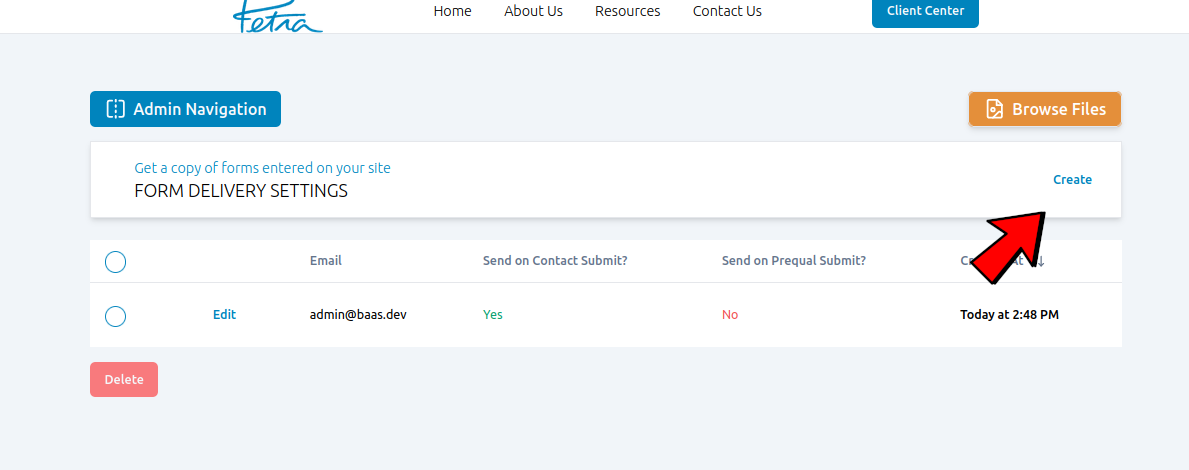 Petra
Home About Us Resources Contact Us Client Center
Admin Navigation Browse Files
Get a copy of forms entered on your site
FORM DELIVERY SETTINGS
Create
Email Send on Contact Submit? Send on Prequal Submit? At ↓
Edit admin@baas.dev Yes No Today at 2:48 PM
Delete